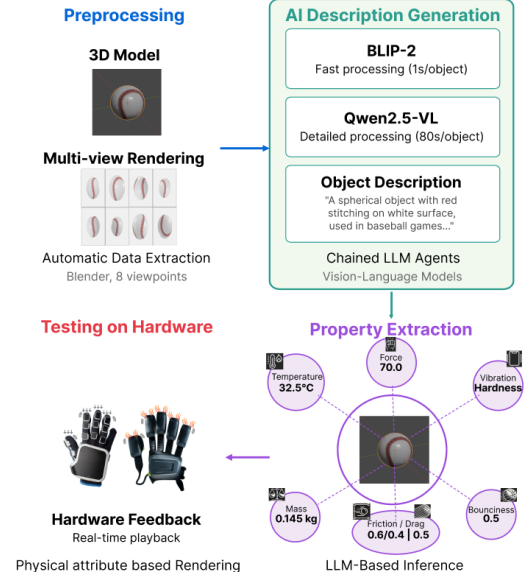 Preprocessing
3D Model
Multi-view Rendering
Automatic Data Extraction
Blender, 8 viewpoints
AI Description Generation
BLIP-2
Fast processing (1s/object)
Qwen2.5-VL
Detailed processing (80s/object)
Object Description
"A spherical object with red
stitching on white surface,
used in baseball games..."
Chained LLM Agents
Vision-Language Models
Testing on Hardware
Hardware Feedback
Real-time playback
Physical attribute based Rendering
Property Extraction
Force
70.0
Temperature
32.5°C
Vibration
Hardness
Mass
0.145 kg
Friction / Drag
0.6/0.4 | 0.5
Bounciness
0.5
LLM-Based Inference